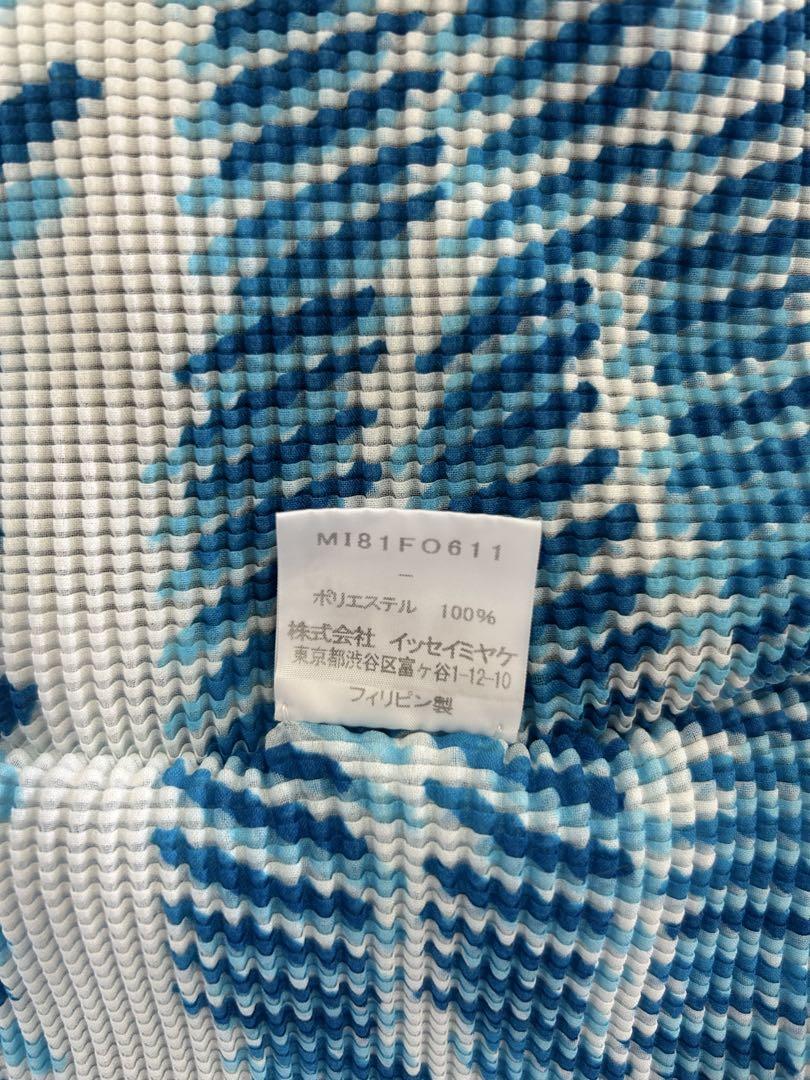 MI81FO611
—
ポリエステル 100%
株式会社 イッセイミヤケ
東京都渋谷区富ヶ谷1-12-10
フィリピン製